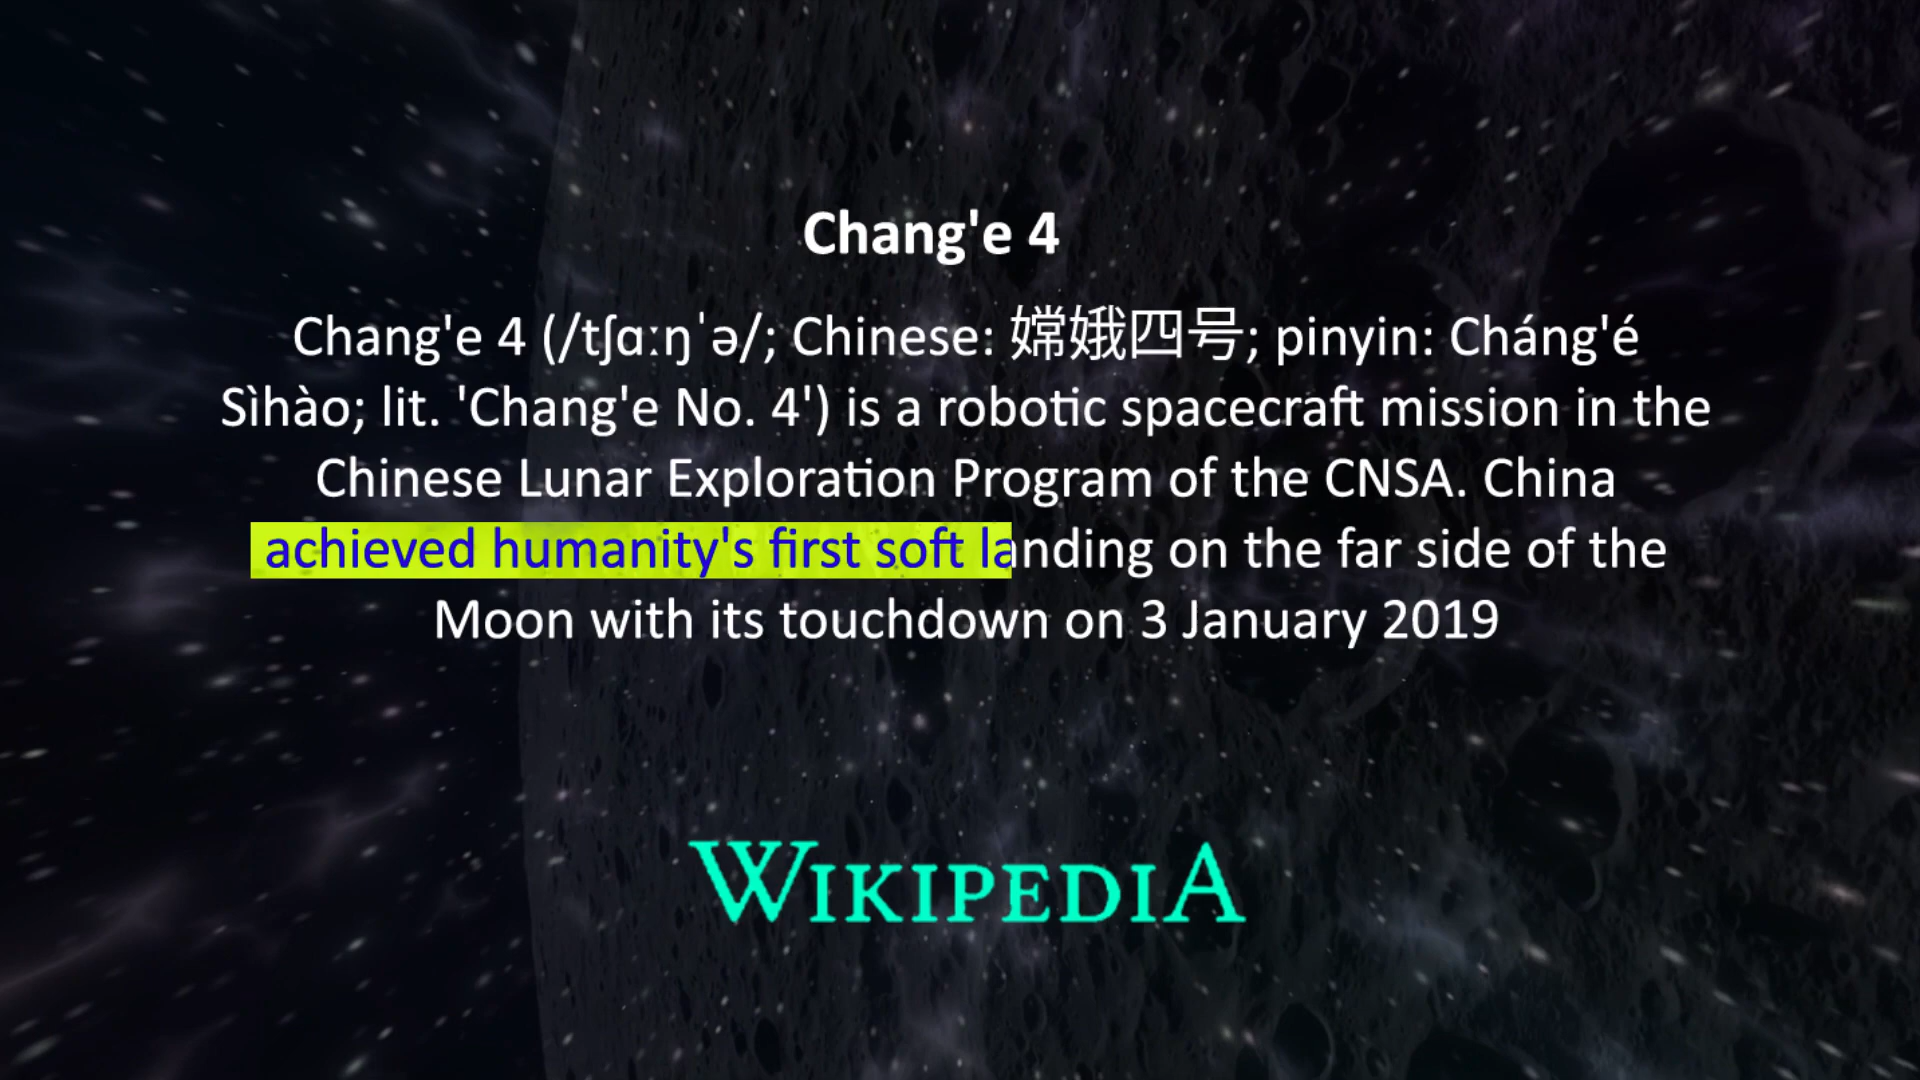 Chang'e 4
Chang'e 4 (/tʃɑːŋˈə/; Chinese: 嫦娥四号; pinyin: Cháng'é
Sìhào; lit. 'Chang'e No. 4') is a robotic spacecraft mission in the
Chinese Lunar Exploration Program of the CNSA. China
achieved humanity's first soft landing on the far side of the
Moon with its touchdown on 3 January 2019
WIKIPEDIA